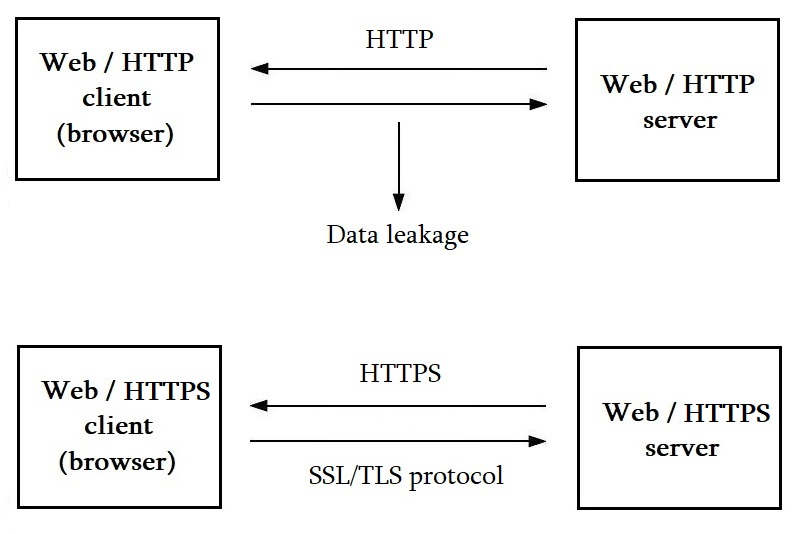 Web / HTTP
client
(browser)
HTTP
Web / HTTP
server
Data leakage
Web / HTTPS
client
(browser)
HTTPS
SSL/TLS protocol
Web / HTTPS
server